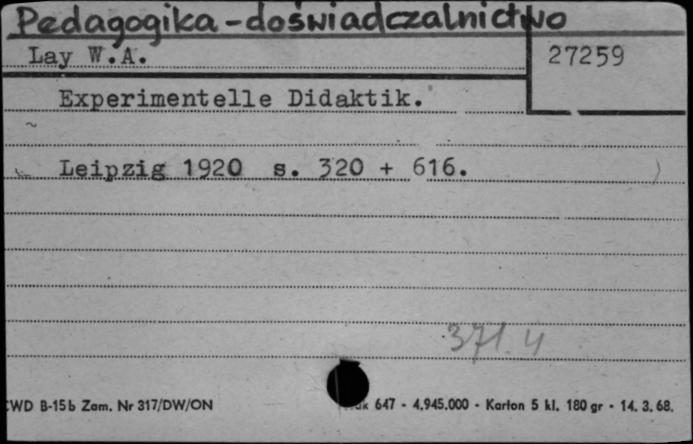 Pedagogika-doświadczalnictwo
Lay W.A. 27259
Experimentelle Didaktik.
Leipzig 1920 s. 320 + 616.
371.4
CWD B-15b Zam. Nr 317/DW/ON 647 - 4.945.000 - Karton 5 kl. 180 gr - 14. 3. 68.